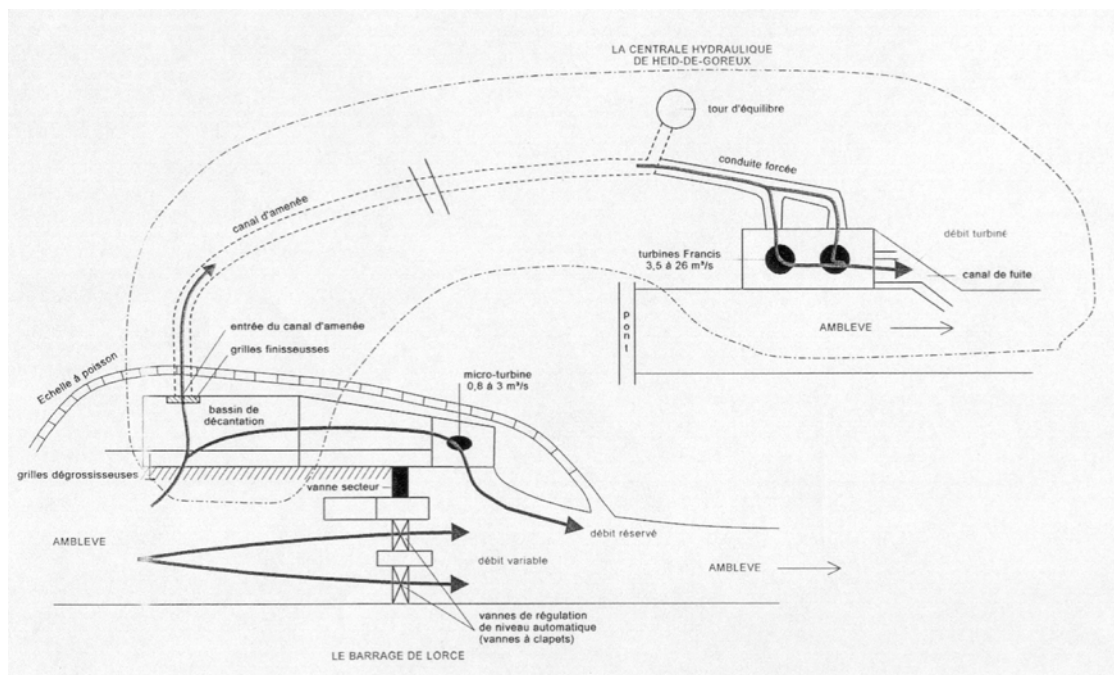 LA CENTRALE HYDRAULIQUE
DE HEID-DE-GOREUX
tour d'équilibre
conduite forcée
canal d'amenée
débit turbiné
turbines Francis
3,5 à 26 m³/s
canal de fuite
pont
AMBLEVE
entrée du canal d'amenée
grilles finisseusses
Echelle à poisson
micro-turbine
0,8 à 3 m³/s
bassin de
décantation
grilles dégrossisseuses
vanne secteur
débit réservé
AMBLEVE
débit variable
AMBLEVE
vannes de régulation
de niveau automatique
(vannes à clapets)
LE BARRAGE DE LORCE